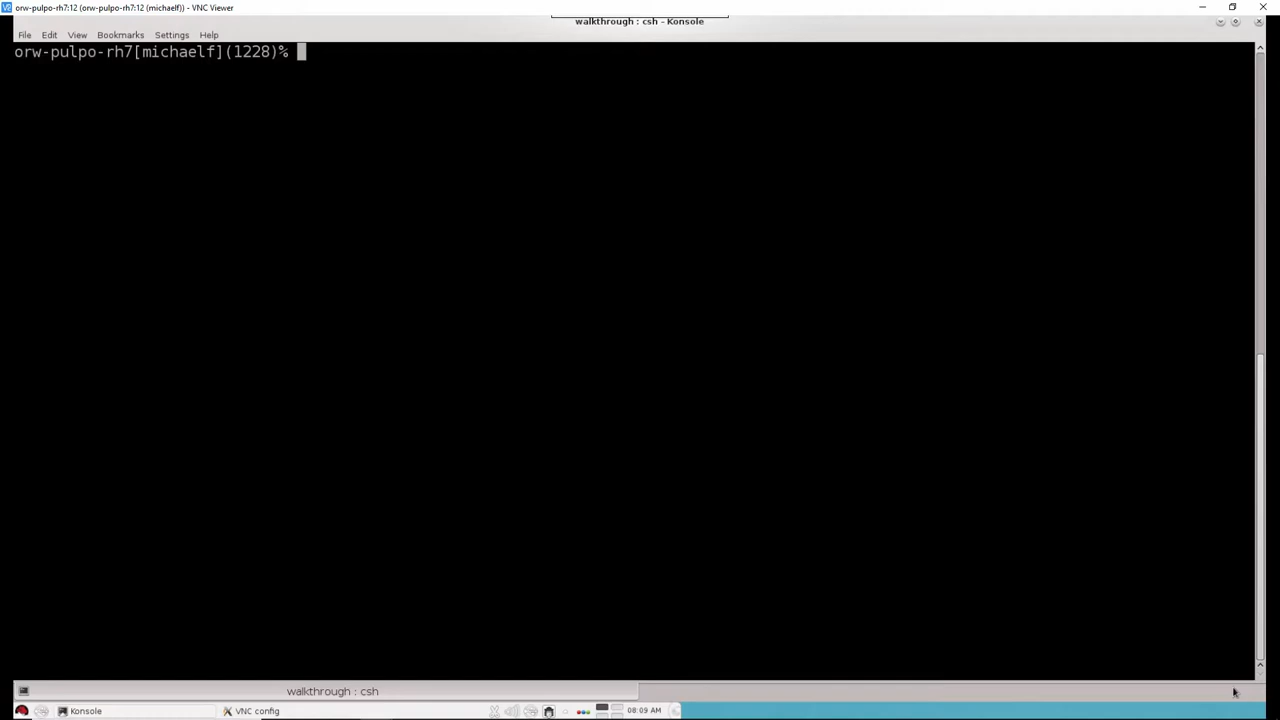 orw-pulpo-rh7:12 (orw-pulpo-rh7:12 (michaelf)) - VNC Viewer
walkthrough : csh - Konsole
File Edit View Bookmarks Settings Help
orw-pulpo-rh7[michaelf](1228)%
walkthrough : csh
Konsole VNC config 08:09 AM